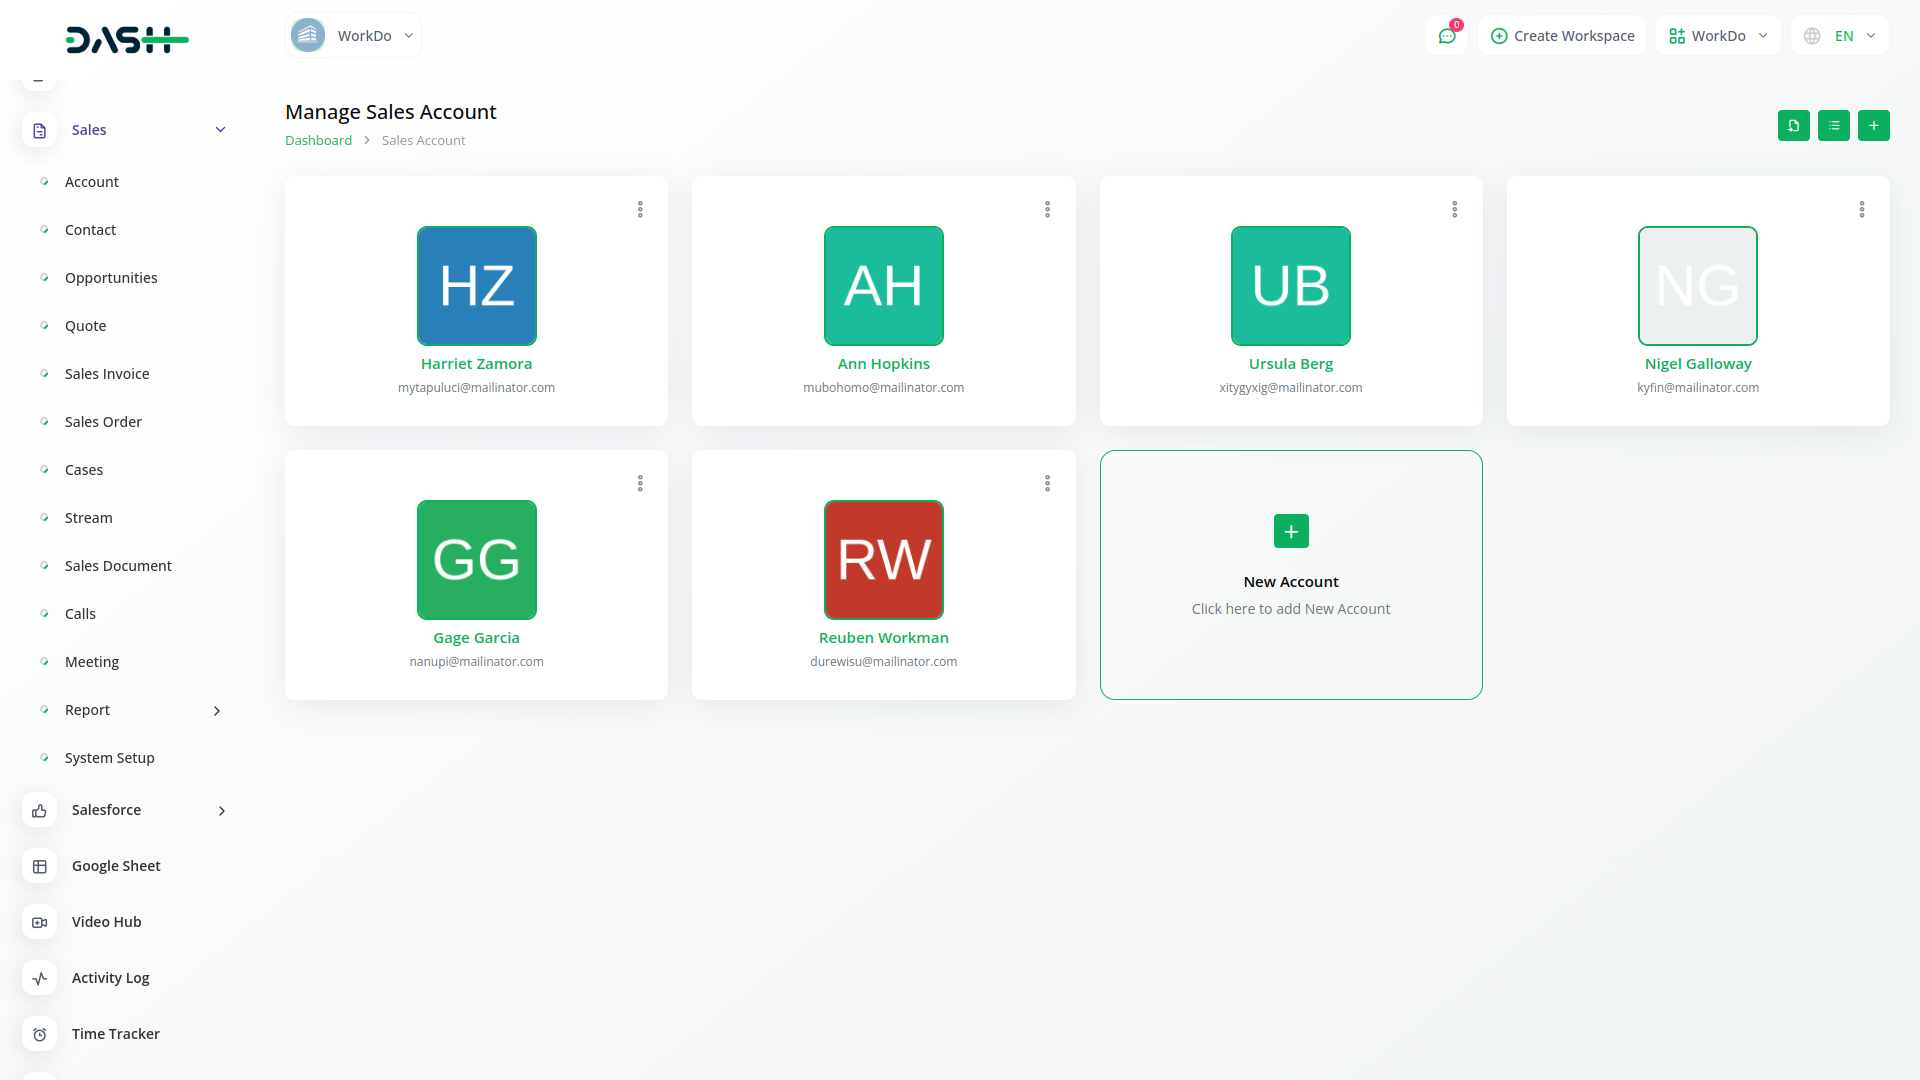 DASH
WorkDo
0
Create Workspace
WorkDo
EN
Sales
Account
Contact
Opportunities
Quote
Sales Invoice
Sales Order
Cases
Stream
Sales Document
Calls
Meeting
Report
System Setup
Salesforce
Google Sheet
Video Hub
Activity Log
Time Tracker
Manage Sales Account
Dashboard > Sales Account
HZ
Harriet Zamora
mytapuluci@mailinator.com
AH
Ann Hopkins
mubohomo@mailinator.com
UB
Ursula Berg
xitygyxig@mailinator.com
NG
Nigel Galloway
kyfin@mailinator.com
GG
Gage Garcia
nanupi@mailinator.com
RW
Reuben Workman
durewisu@mailinator.com
New Account
Click here to add New Account